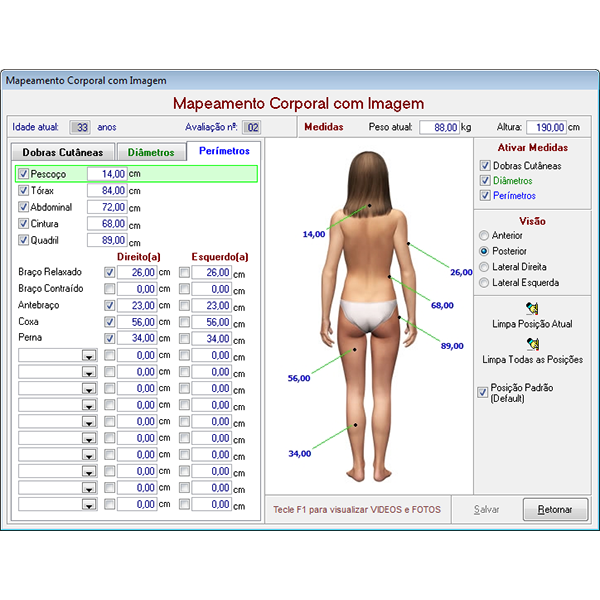 Mapeamento Corporal com Imagem
Mapeamento Corporal com Imagem
Idade atual: 33 anos Avaliação nº: 02 Medidas Peso atual: 88,00 kg Altura: 190,00 cm
Dobras Cutâneas Diâmetros Perímetros
Pescoço 14,00 cm
Tórax 84,00 cm
Abdominal 72,00 cm
Cintura 68,00 cm
Quadril 89,00 cm
Direito(a) Esquerdo(a)
Braço Relaxado 26,00 cm 26,00 cm
Braço Contraído 0,00 cm 0,00 cm
Antebraço 23,00 cm 23,00 cm
Coxa 56,00 cm 56,00 cm
Perna 34,00 cm 34,00 cm
0,00 cm 0,00 cm
0,00 cm 0,00 cm
0,00 cm 0,00 cm
0,00 cm 0,00 cm
0,00 cm 0,00 cm
0,00 cm 0,00 cm
0,00 cm 0,00 cm
0,00 cm 0,00 cm
0,00 cm 0,00 cm
0,00 cm 0,00 cm
14,00
26,00
68,00
89,00
56,00
34,00
Ativar Medidas
Dobras Cutâneas
Diâmetros
Perímetros
Visão
Anterior
Posterior
Lateral Direita
Lateral Esquerda
Limpa Posição Atual
Limpa Todas as Posições
Posição Padrão
(Default)
Tecle F1 para visualizar VIDEOS e FOTOS
Salvar
Retornar